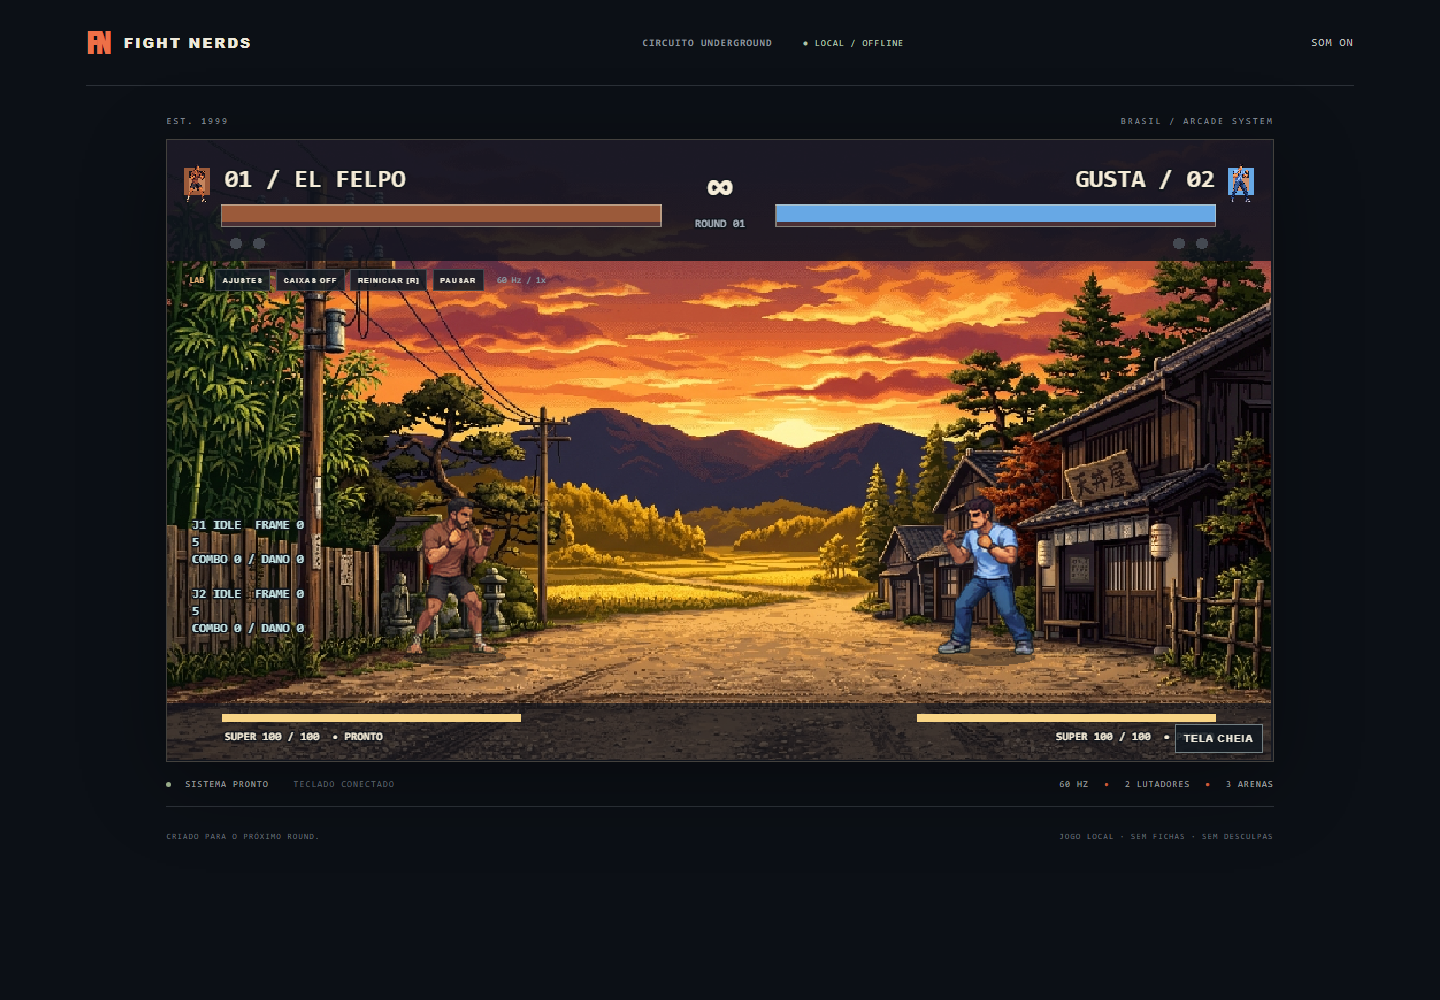 FN FIGHT NERDS
CIRCUITO UNDERGROUND
● LOCAL / OFFLINE
SOM ON
EST. 1999
BRASIL / ARCADE SYSTEM
01 / EL FELPO
∞
GUSTA / 02
ROUND 01
LAB AJUSTES CAIXAS OFF REINICIAR [R] PAUSAR 60 Hz / 1x
天丼屋
J1 IDLE FRAME 0
5
COMBO 0 / DANO 0
J2 IDLE FRAME 0
5
COMBO 0 / DANO 0
SUPER 100 / 100 • PRONTO
SUPER 100 / 100 •
TELA CHEIA
● SISTEMA PRONTO TECLADO CONECTADO
60 HZ • 2 LUTADORES • 3 ARENAS
CRIADO PARA O PRÓXIMO ROUND.
JOGO LOCAL · SEM FICHAS · SEM DESCULPAS